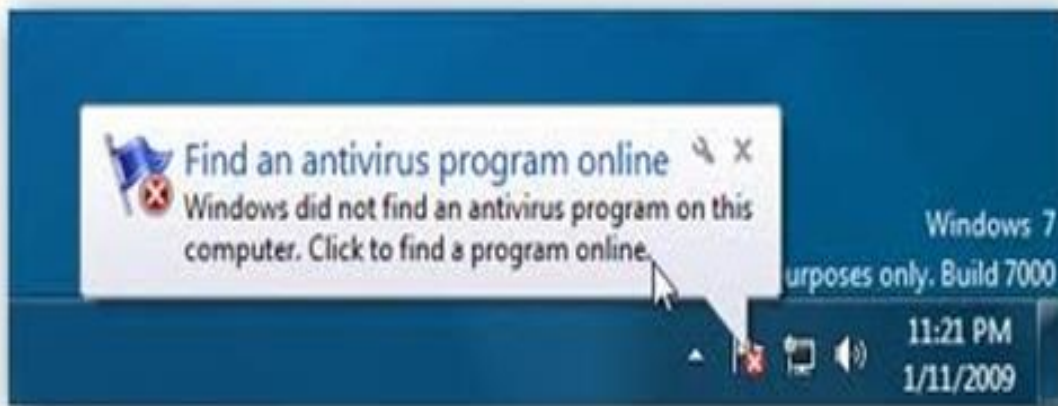 Find an antivirus program online
Windows did not find an antivirus program on this
computer. Click to find a program online.
Windows 7
urposes only. Build 7000
11:21 PM
1/11/2009